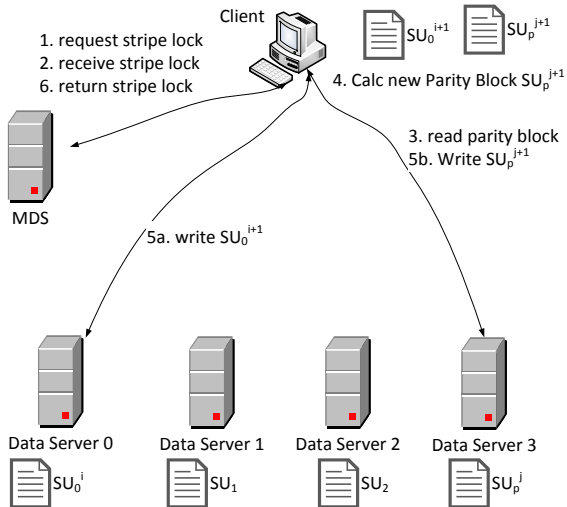 Client
SU₀ⁱ⁺¹
SUₚʲ⁺¹
1. request stripe lock
2. receive stripe lock
6. return stripe lock
4. Calc new Parity Block SUₚʲ⁺¹
3. read parity block
5b. Write SUₚʲ⁺¹
MDS
5a. write SU₀ⁱ⁺¹
Data Server 0
Data Server 1
Data Server 2
Data Server 3
SU₀ⁱ
SU₁
SU₂
SUₚʲ